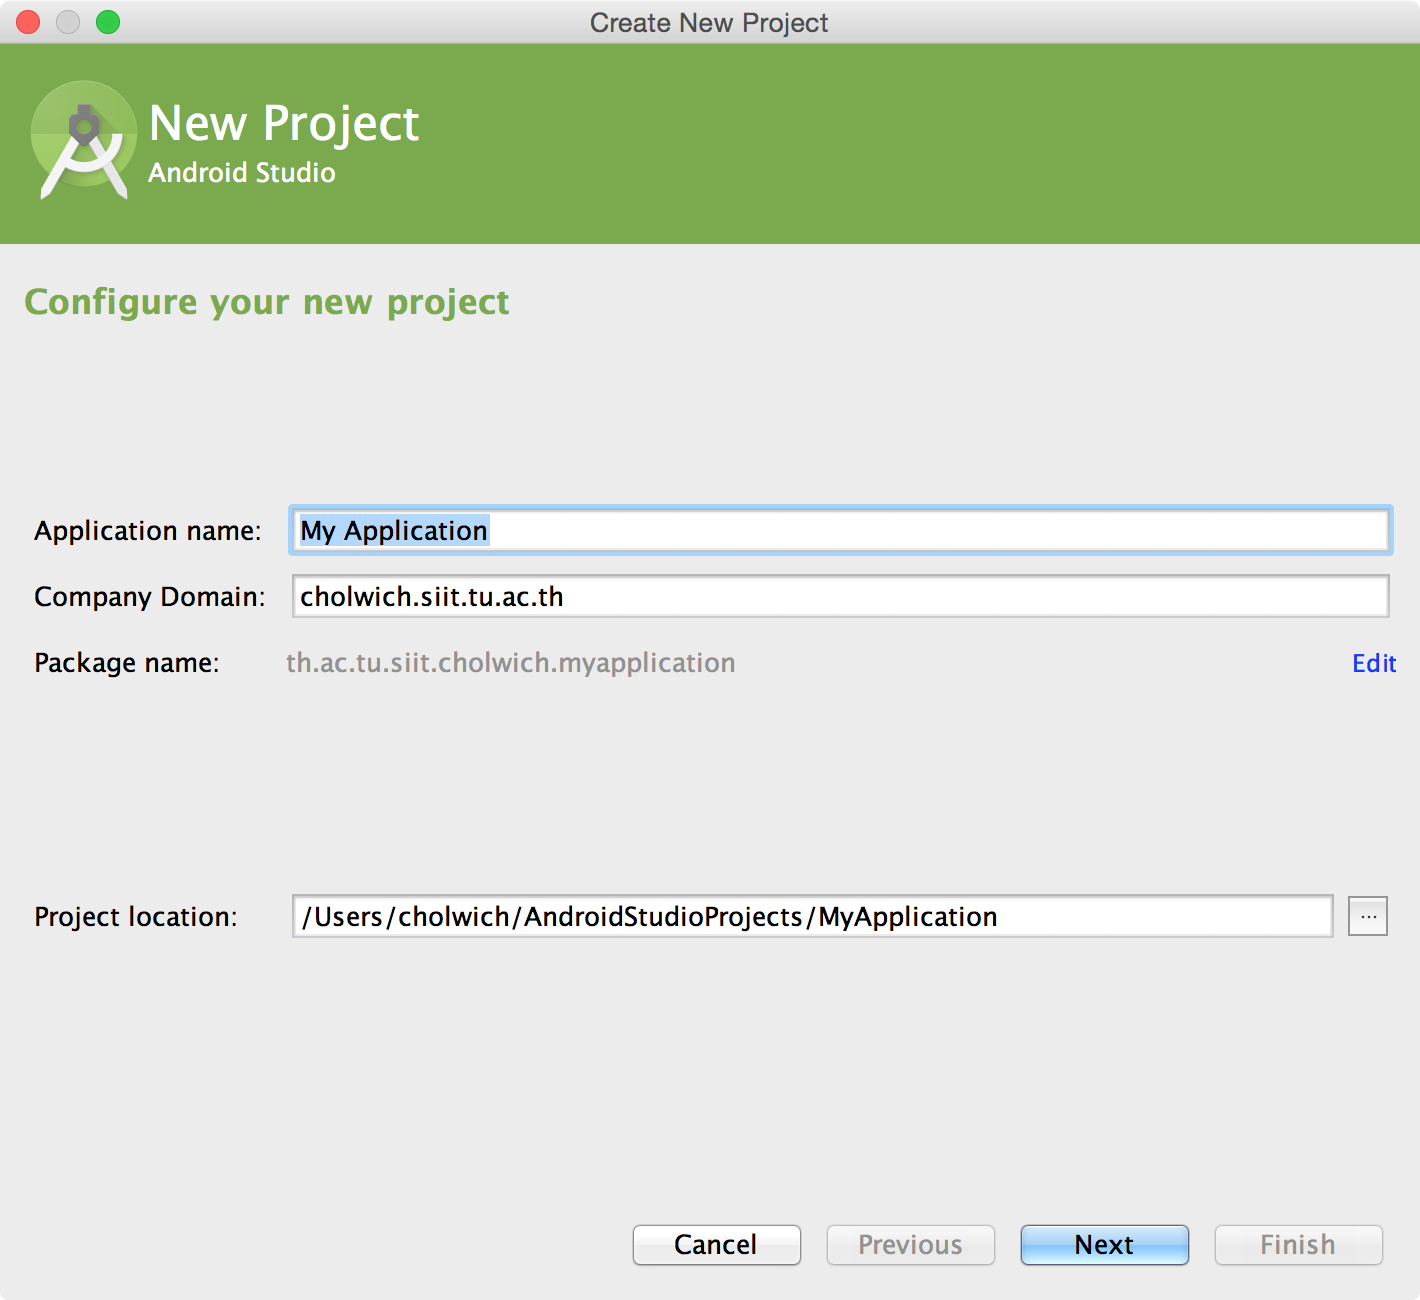 Create New Project
New Project
Android Studio
Configure your new project
Application name: My Application
Company Domain: cholwich.siit.tu.ac.th
Package name: th.ac.tu.siit.cholwich.myapplication Edit
Project location: /Users/cholwich/AndroidStudioProjects/MyApplication ...
Cancel Previous Next Finish